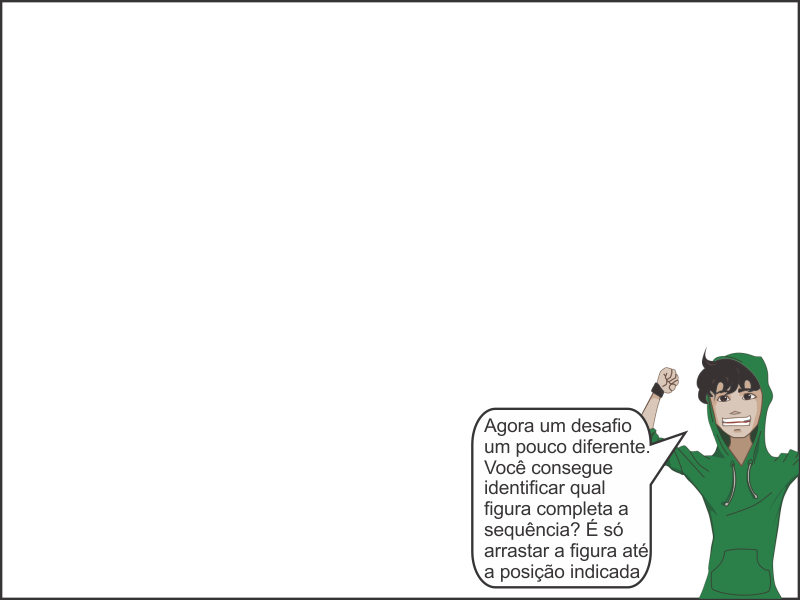 Agora um desafio
um pouco diferente.
Você consegue
identificar qual
figura completa a
sequência? É só
arrastar a figura até
a posição indicada.